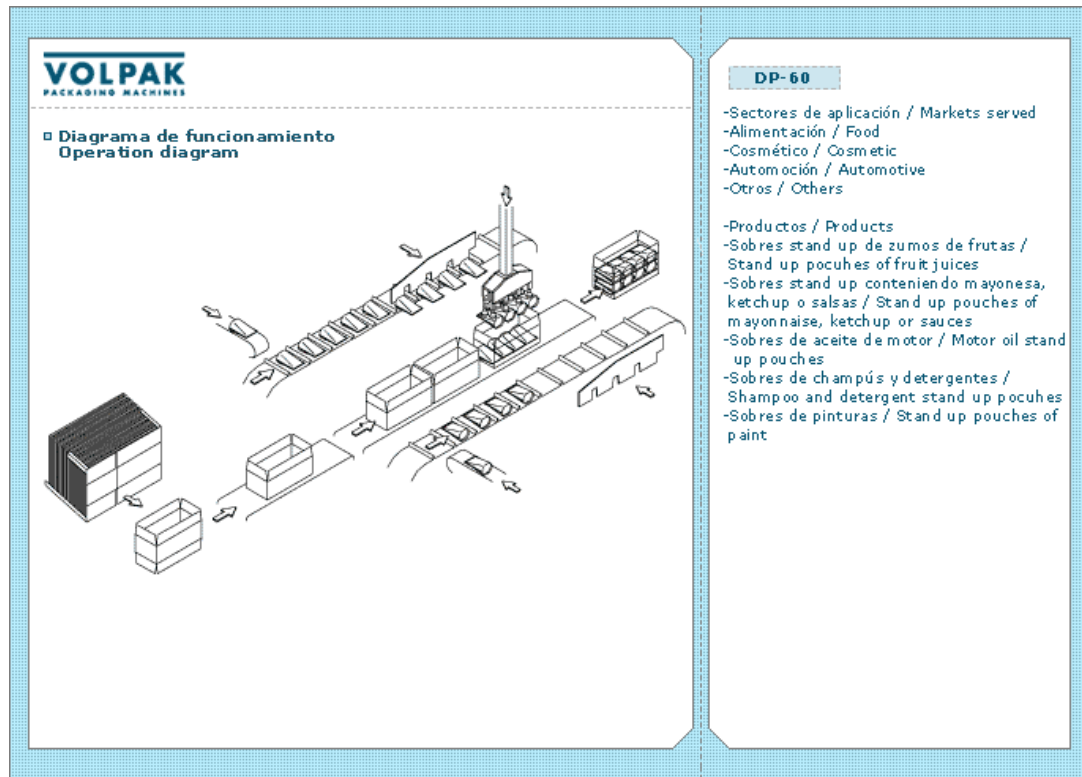 VOLPAK
PACKAGING MACHINES
Diagrama de funcionamiento
Operation diagram
DP-60
-Sectores de aplicación / Markets served
-Alimentación / Food
-Cosmético / Cosmetic
-Automoción / Automotive
-Otros / Others
-Productos / Products
-Sobres stand up de zumos de frutas /
Stand up pocuhes of fruit juices
-Sobres stand up conteniendo mayonesa,
ketchup o salsas / Stand up pouches of
mayonnaise, ketchup or sauces
-Sobres de aceite de motor / Motor oil stand
up pouches
-Sobres de champús y detergentes /
Shampoo and detergent stand up pocuhes
-Sobres de pinturas / Stand up pouches of
paint